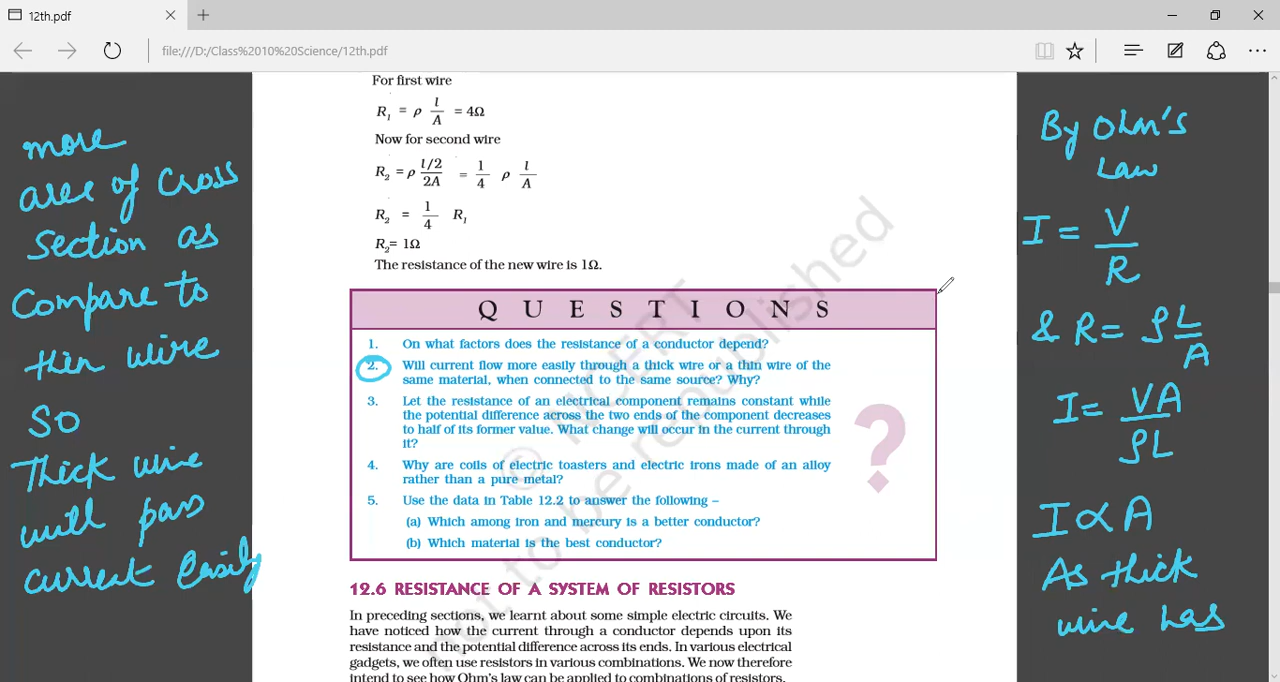 12th.pdf
file:///D:/Class%2010%20Science/12th.pdf
For first wire
R₁ = ρ l/A = 4Ω
Now for second wire
R₂ = ρ (l/2)/(2A) = 1/4 ρ l/A
R₂ = 1/4 R₁
R₂= 1Ω
The resistance of the new wire is 1Ω.
QUESTIONS
1. On what factors does the resistance of a conductor depend?
2. Will current flow more easily through a thick wire or a thin wire of the
same material, when connected to the same source? Why?
3. Let the resistance of an electrical component remains constant while
the potential difference across the two ends of the component decreases
to half of its former value. What change will occur in the current through
it?
4. Why are coils of electric toasters and electric irons made of an alloy
rather than a pure metal?
5. Use the data in Table 12.2 to answer the following –
(a) Which among iron and mercury is a better conductor?
(b) Which material is the best conductor?
?
12.6 RESISTANCE OF A SYSTEM OF RESISTORS
In preceding sections, we learnt about some simple electric circuits. We
have noticed how the current through a conductor depends upon its
resistance and the potential difference across its ends. In various electrical
gadgets, we often use resistors in various combinations. We now therefore
intend to see how Ohm's law can be applied to combinations of resistors.
© NCERT
not to be republished
By Ohm's
Law
I = V/R
& R = ρ L/A
I = VA/ρL
I ∝ A
As thick
wire has
more
area of Cross
Section as
Compare to
thin wire
So
Thick wire
will pass
current easily